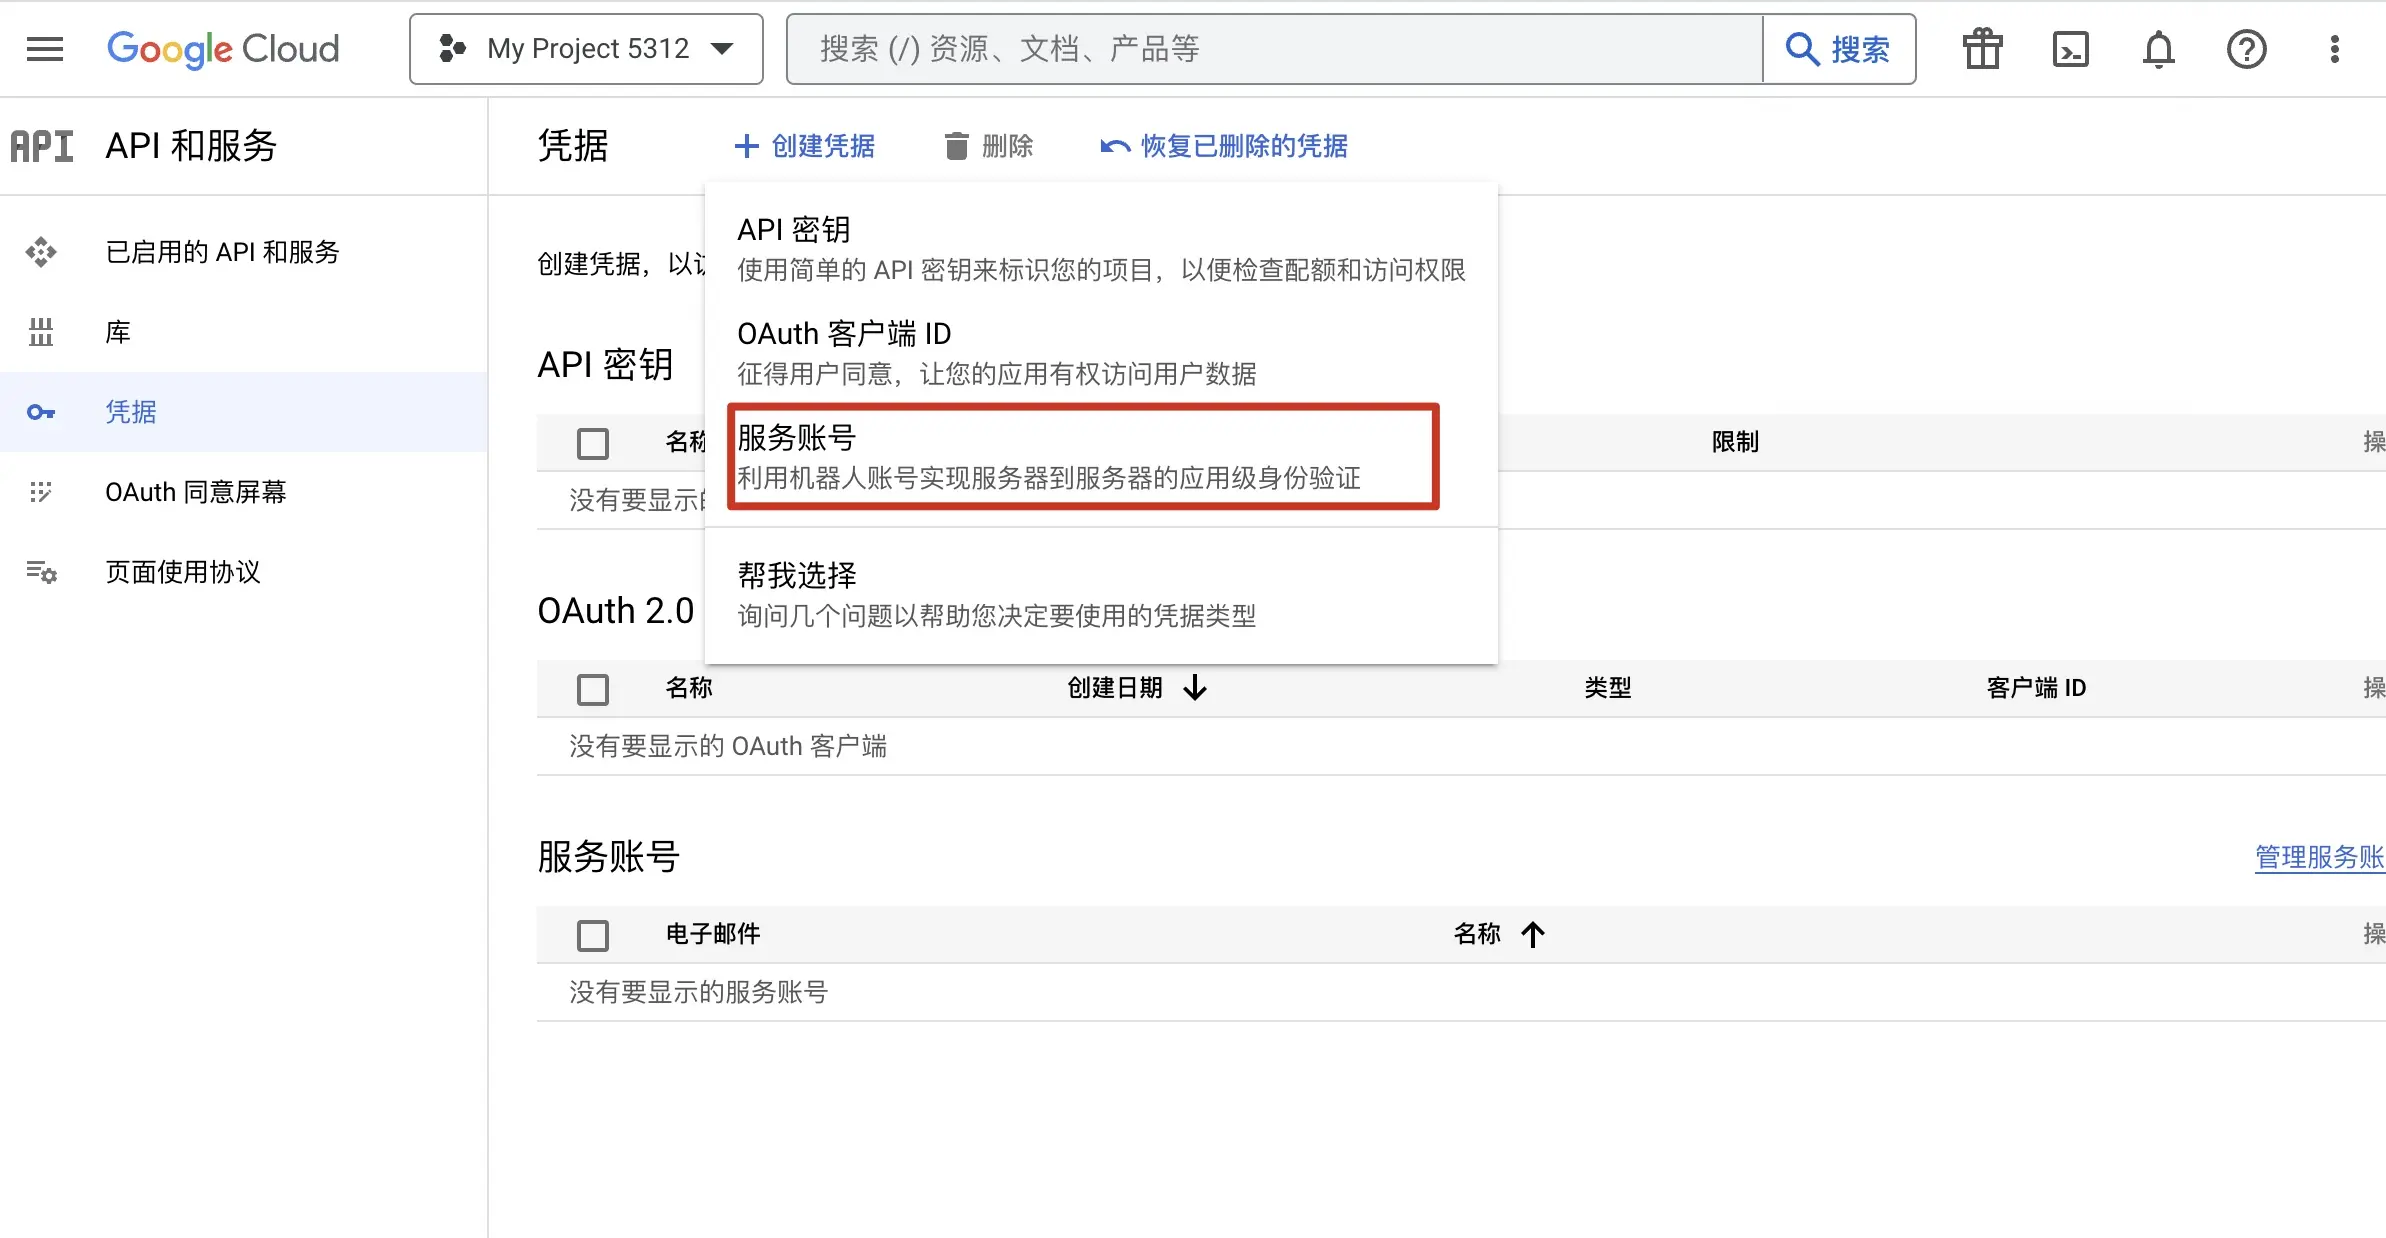 Google Cloud
My Project 5312
搜索 (/) 资源、文档、产品等
搜索
API
API 和服务
凭据
创建凭据
删除
恢复已删除的凭据
已启用的 API 和服务
库
凭据
OAuth 同意屏幕
页面使用协议
创建凭据，以
API 密钥
使用简单的 API 密钥来标识您的项目，以便检查配额和访问权限
OAuth 客户端 ID
征得用户同意，让您的应用有权访问用户数据
服务账号
利用机器人账号实现服务器到服务器的应用级身份验证
帮我选择
询问几个问题以帮助您决定要使用的凭据类型
API 密钥
名称
限制
操
没有要显示的
OAuth 2.0
名称
创建日期
类型
客户端 ID
操
没有要显示的 OAuth 客户端
服务账号
管理服务账
电子邮件
名称
操
没有要显示的服务账号